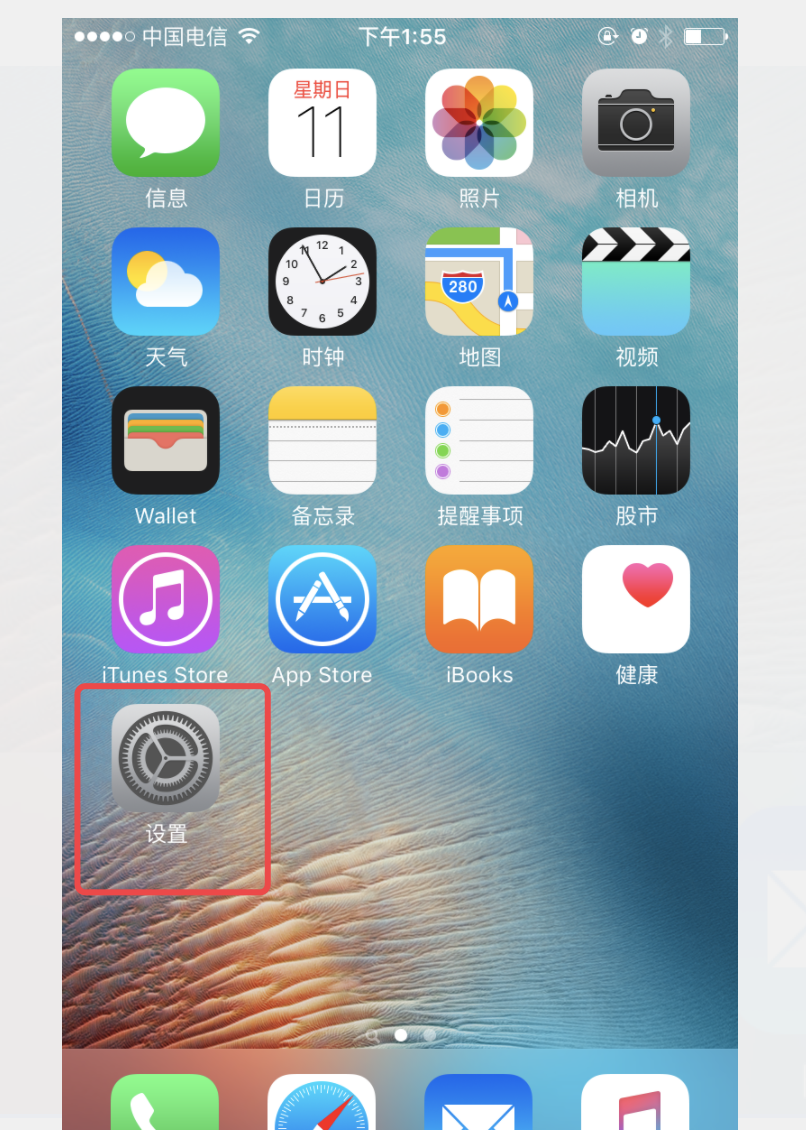 中国电信 下午1:55
星期日
11
信息 日历 照片 相机
12
11 1
10 2
9 3
8 4
7 6 5
280
天气 时钟 地图 视频
Wallet 备忘录 提醒事项 股市
iTunes Store App Store iBooks 健康
设置